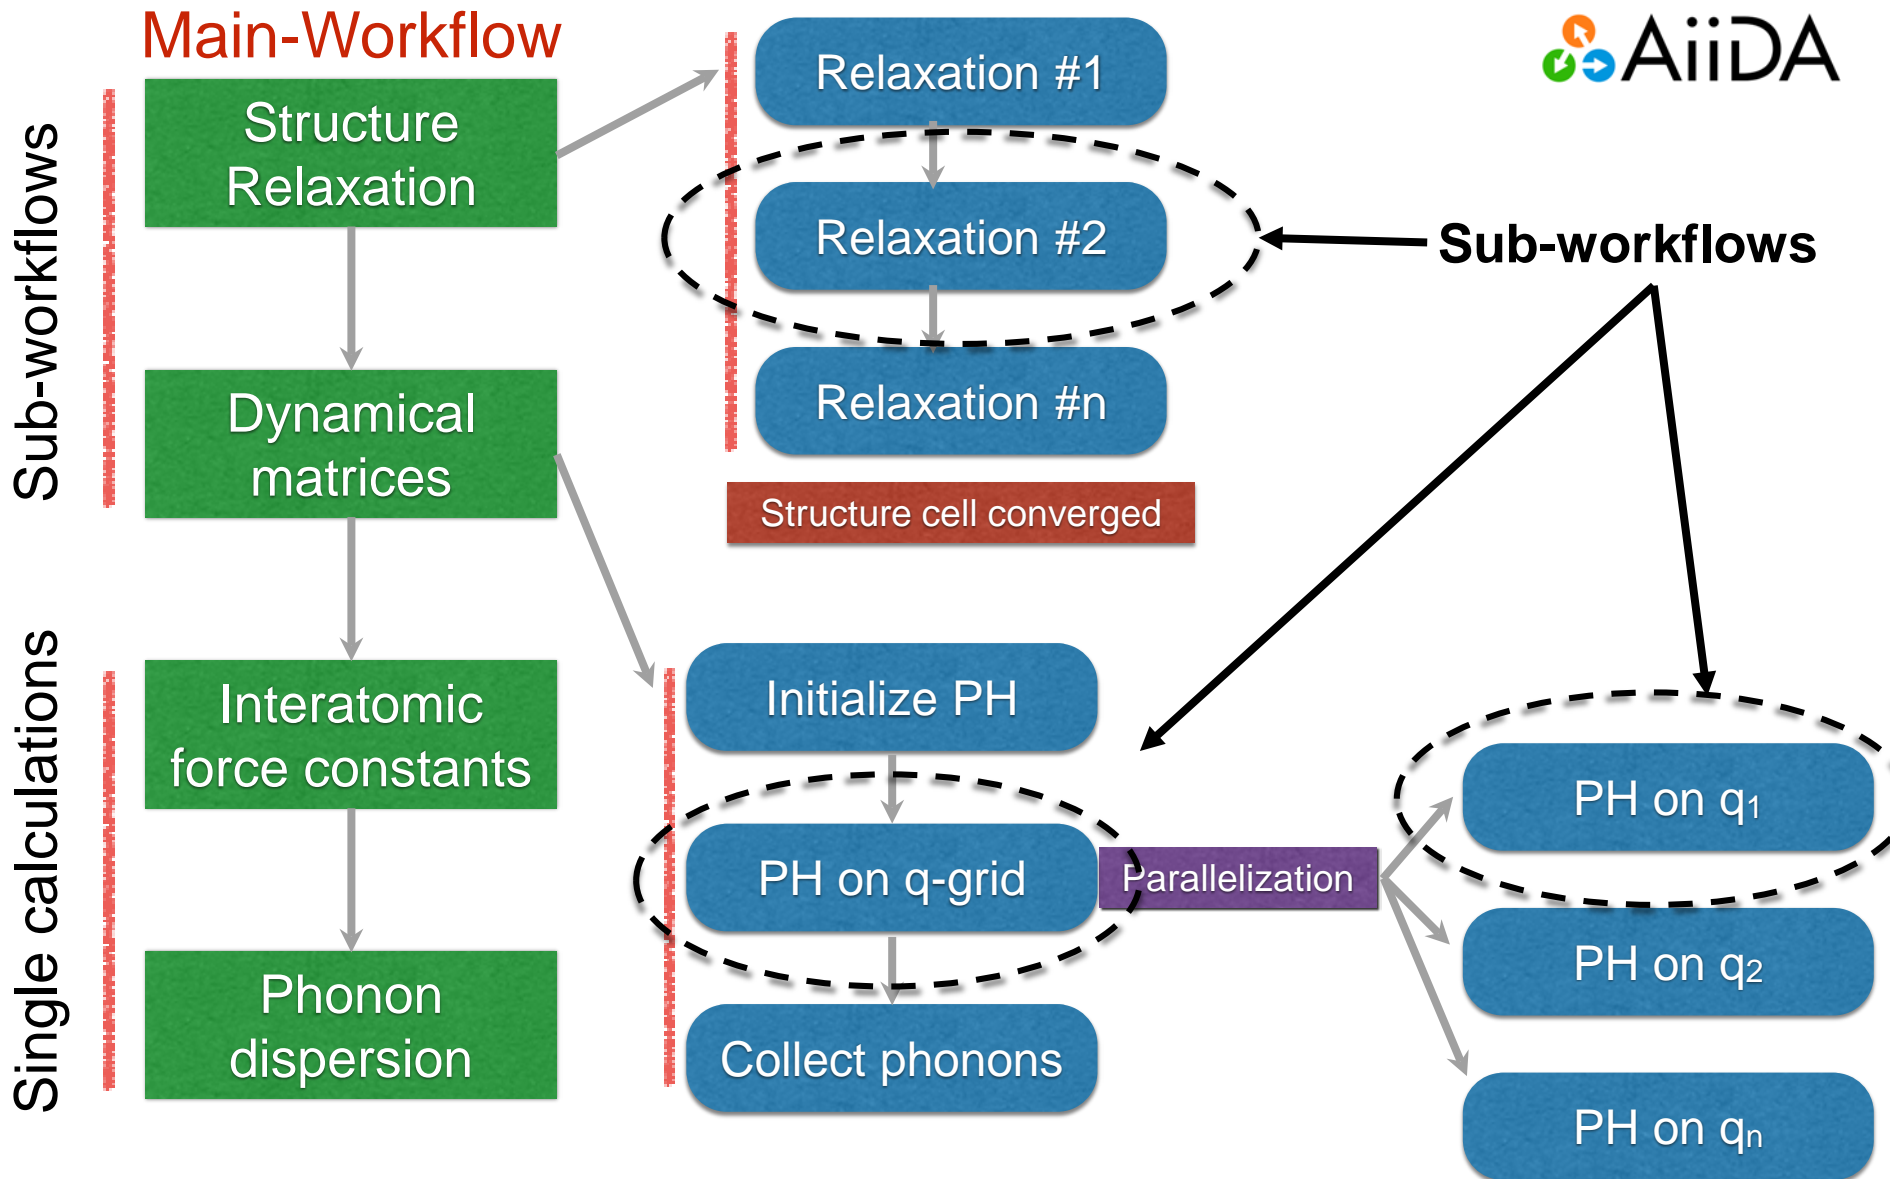 Main-Workflow
AiiDA
Sub-workflows
Structure
Relaxation
Dynamical
matrices
Single calculations
Interatomic
force constants
Phonon
dispersion
Relaxation #1
Relaxation #2
Relaxation #n
Structure cell converged
Sub-workflows
Initialize PH
PH on q-grid
Collect phonons
Parallelization
PH on q₁
PH on q₂
PH on qₙ